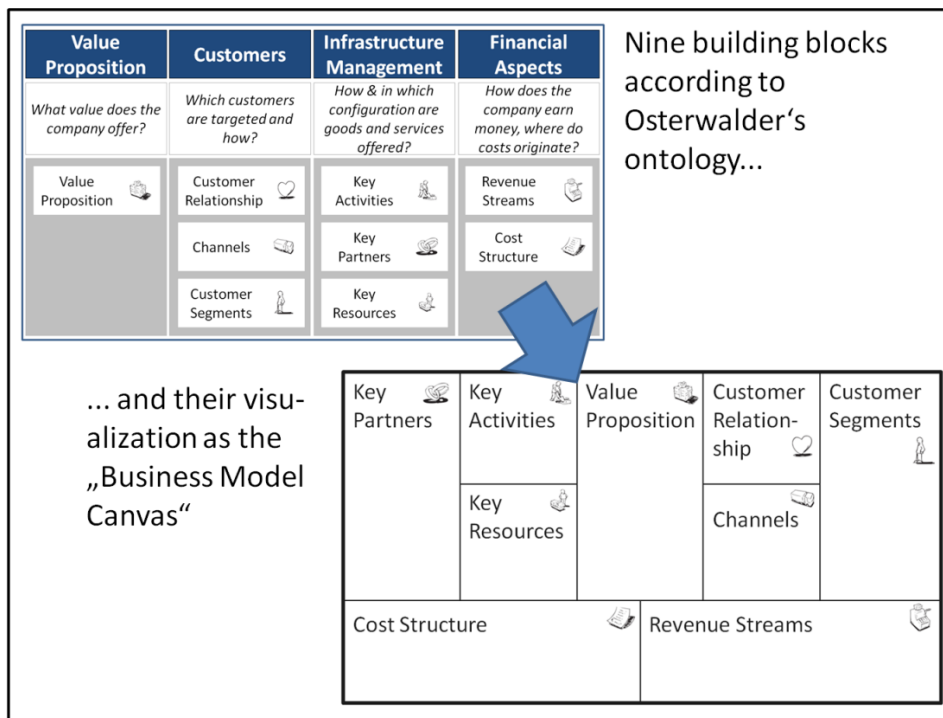 Value
Proposition
Customers
Infrastructure
Management
Financial
Aspects
What value does the
company offer?
Which customers
are targeted and
how?
How & in which
configuration are
goods and services
offered?
How does the
company earn
money, where do
costs originate?
Value
Proposition
Customer
Relationship
Channels
Customer
Segments
Key
Activities
Key
Partners
Key
Resources
Revenue
Streams
Cost
Structure
Nine building blocks
according to
Osterwalder‘s
ontology...
... and their visu-
alization as the
„Business Model
Canvas“
Key
Partners
Key
Activities
Key
Resources
Value
Proposition
Customer
Relation-
ship
Channels
Customer
Segments
Cost Structure
Revenue Streams